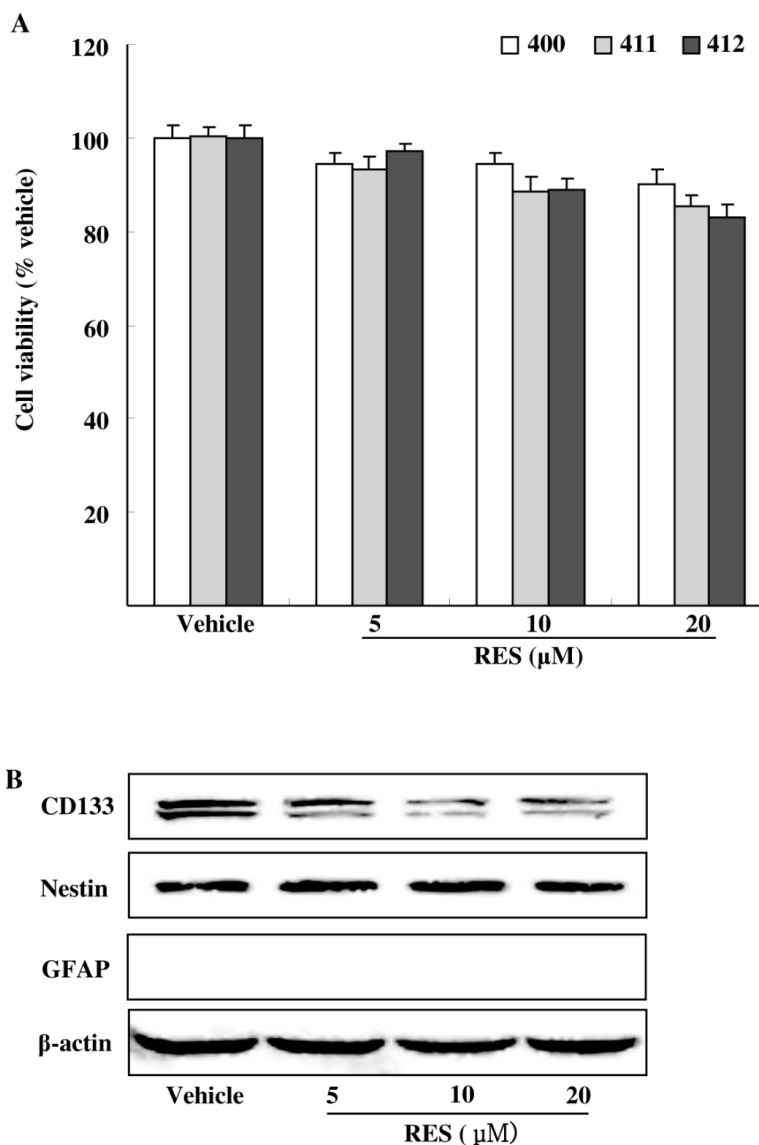 A
120
400 411 412
100
80
60
40
20
Cell viability (% vehicle)
Vehicle 5 10 20
RES (μM)
B
CD133
Nestin
GFAP
β-actin
Vehicle 5 10 20
RES ( μM)